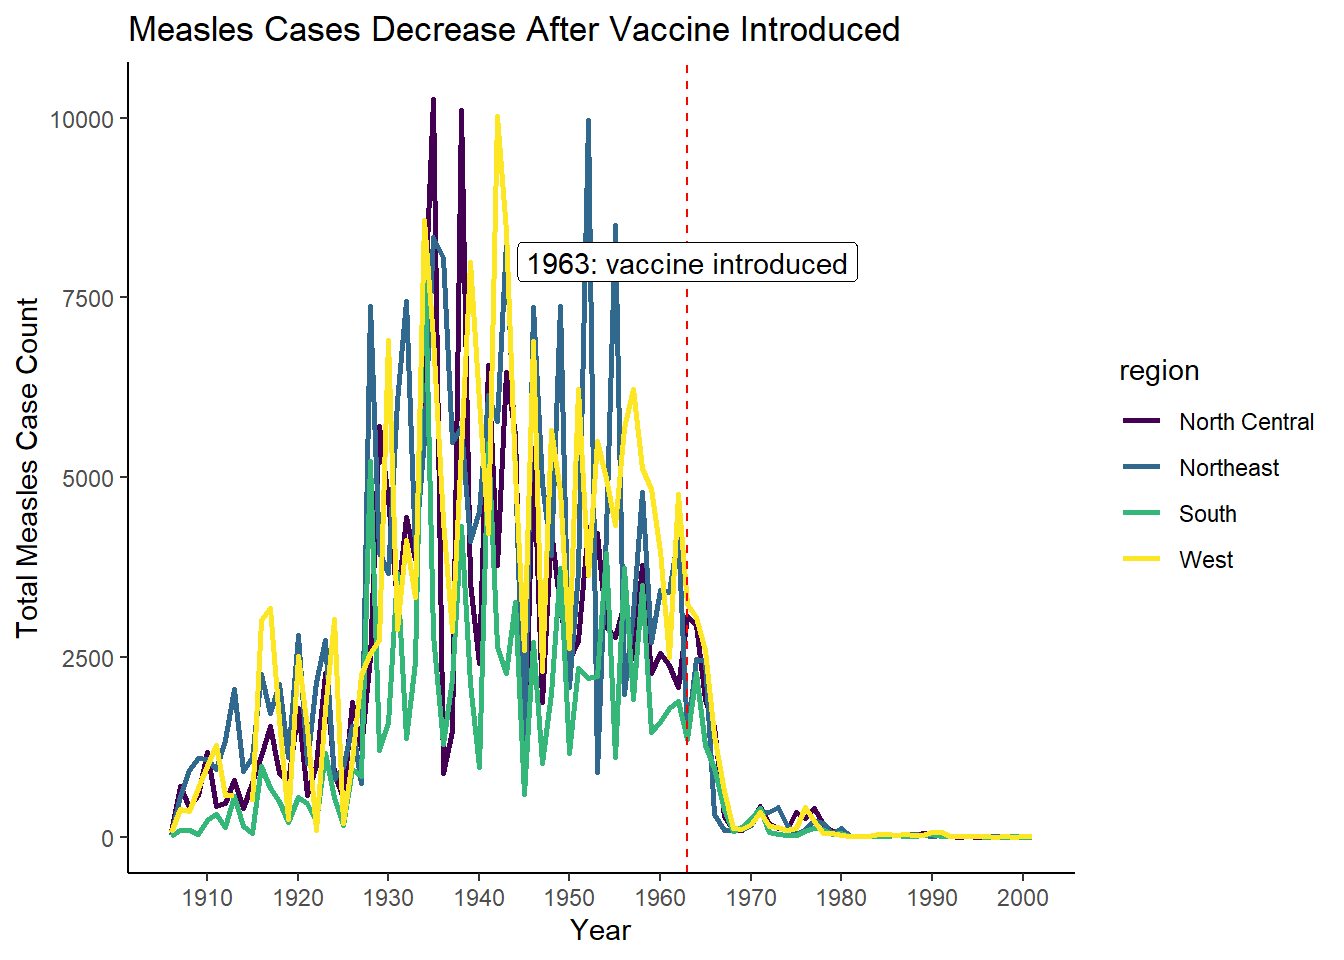 Measles Cases Decrease After Vaccine Introduced
10000
7500
5000
2500
0
Total Measles Case Count
1963: vaccine introduced
1910 1920 1930 1940 1950 1960 1970 1980 1990 2000
Year
region
North Central
Northeast
South
West